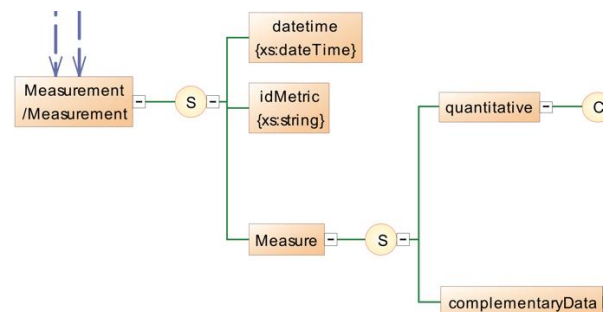 datetime
{xs:dateTime}
Measurement
/Measurement
S
idMetric
{xs:string}
quantitative
C
Measure
S
complementaryData